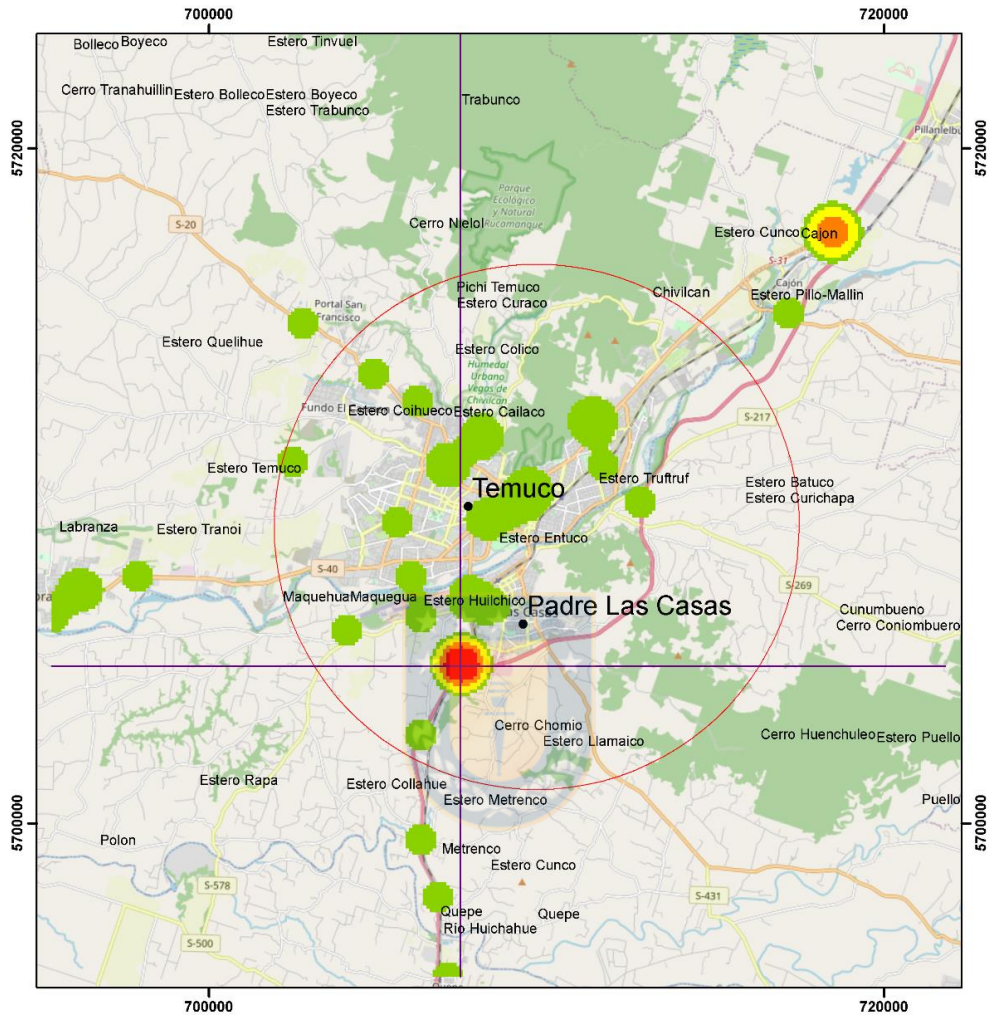 700000
720000
Bolleco
Boyeco
Estero Tinvuel
Cerro Tranahuillin
Estero Bolleco
Estero Boyeco
Estero Trabunco
Trabunco
5720000
5720000
Parque
Ecológico
y Natural
Rucamanque
S-20
Cerro Ñielol
Estero Cunco
Cajon
S-31
Cajón
Pichi Temuco
Estero Curaco
Chivilcan
Estero Pillo-Mallin
Portal San
Francisco
Estero Quelihue
Estero Colico
Humedal
Urbano
Vegas de
Chivilcán
Fundo El
Estero Coihueco
Estero Cailaco
S-217
Estero Temuco
Temuco
Estero Truftruf
Estero Batuco
Estero Curichapa
Labranza
Estero Tranoi
Estero Entuco
S-40
S-269
Maquehua
Maquegua
Estero Huilchico
Padre Las Casas
Cunumbueno
Cerro Coniombuero
Cerro Chomio
Estero Llamaico
Cerro Huenchuleo
Estero Puello
Estero Rapa
Estero Collahue
Estero Metrenco
Puello
5700000
5700000
Polon
Metrenco
Estero Cunco
S-578
S-431
Quepe
Quepe
Rio Huichahue
S-500
700000
720000